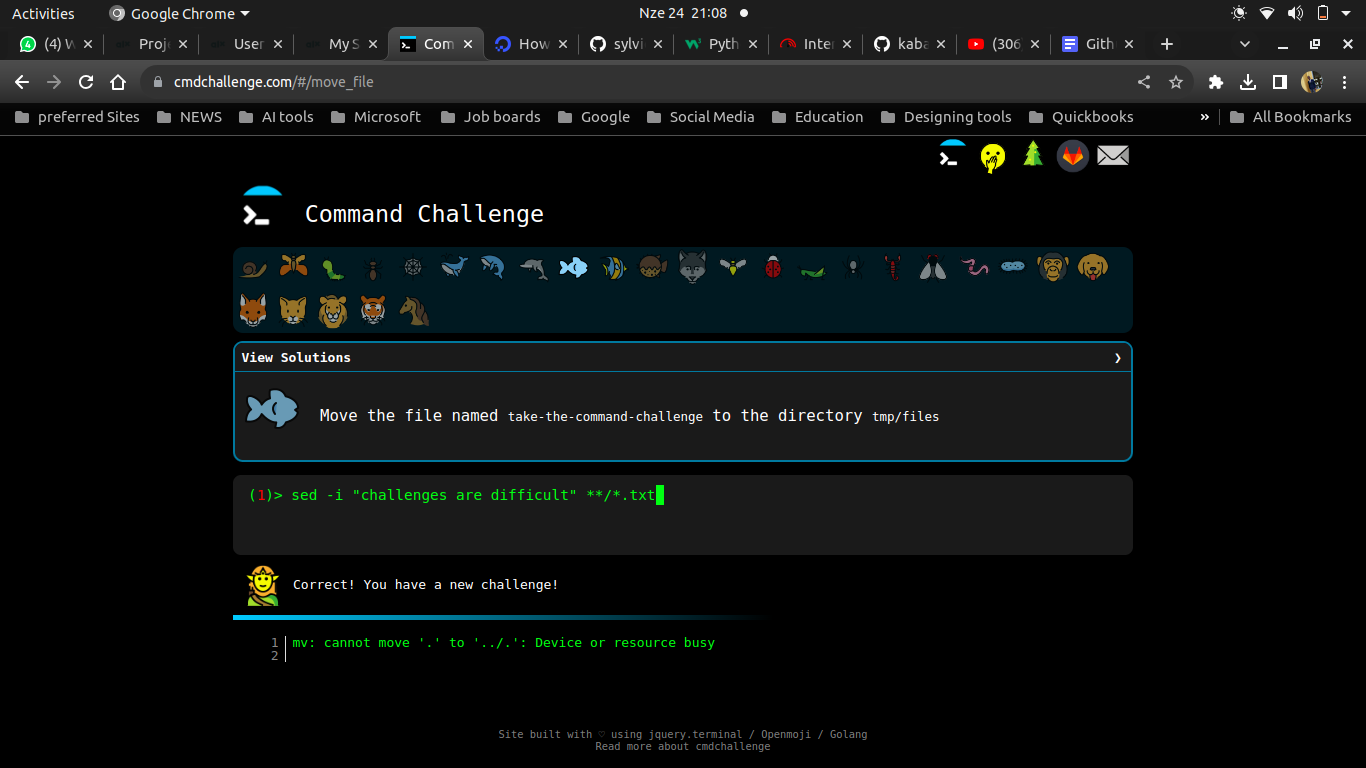 Activities Google Chrome Nze 24 21:08
(4) W Proj User My S Com How sylvi Pyth Inter kaba (306 Gith
cmdchallenge.com/#/move_file
preferred Sites NEWS AI tools Microsoft Job boards Google Social Media Education Designing tools Quickbooks » All Bookmarks
Command Challenge
View Solutions ❯
Move the file named take-the-command-challenge to the directory tmp/files
(1)> sed -i "challenges are difficult" **/*.txt
Correct! You have a new challenge!
1 mv: cannot move '.' to '../.': Device or resource busy
2
Site built with ♡ using jquery.terminal / Openmoji / Golang
Read more about cmdchallenge